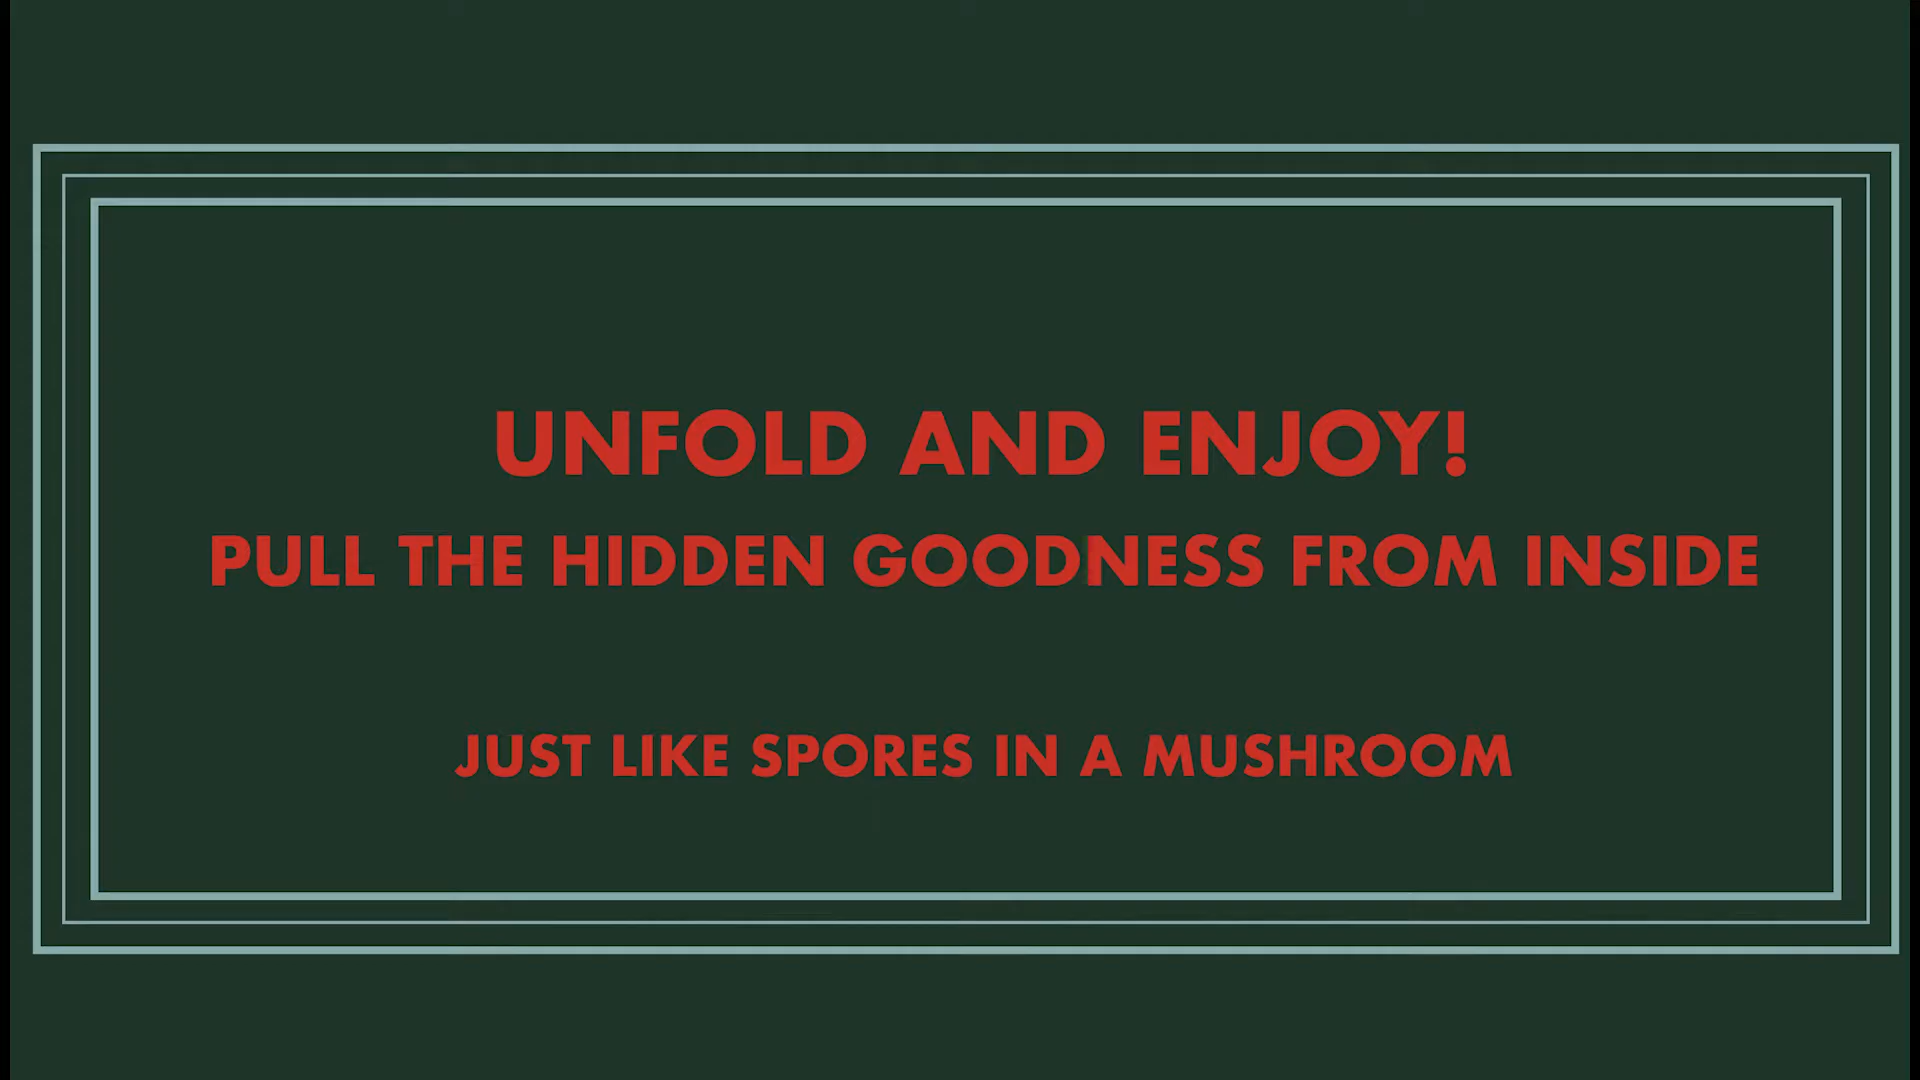 UNFOLD AND ENJOY!
PULL THE HIDDEN GOODNESS FROM INSIDE
JUST LIKE SPORES IN A MUSHROOM